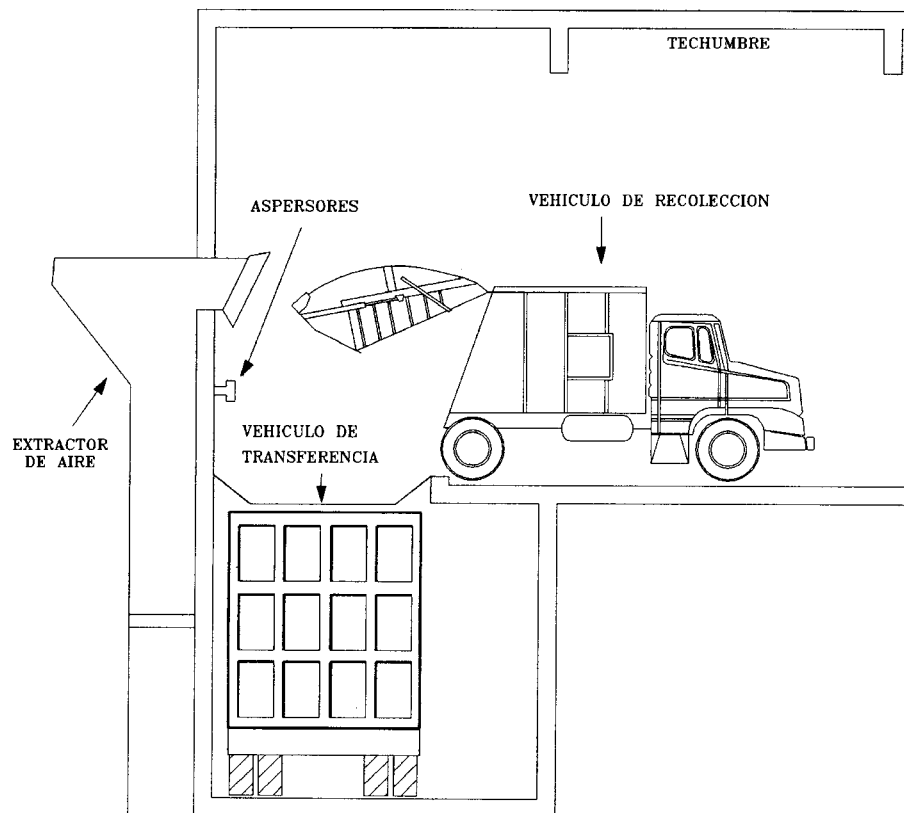 TECHUMBRE
ASPERSORES
VEHICULO DE RECOLECCION
EXTRACTOR
DE AIRE
VEHICULO DE
TRANSFERENCIA